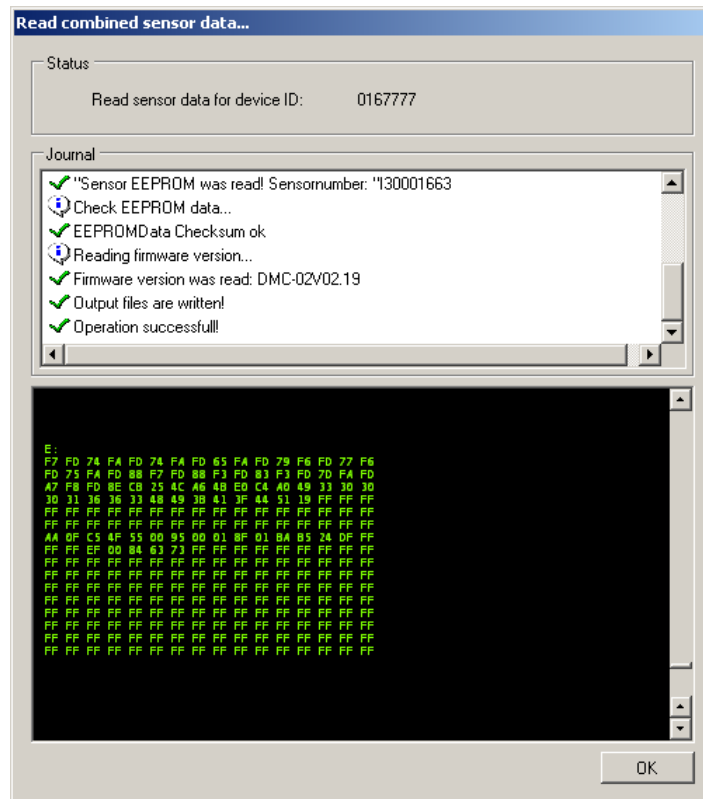 Read combined sensor data...
Status
Read sensor data for device ID: 0167777
Journal
"Sensor EEPROM was read! Sensornumber: "I30001663
Check EEPROM data...
EEPROMData Checksum ok
Reading firmware version...
Firmware version was read: DMC-02V02.19
Output files are written!
Operation successfull!
E:
F7 FD 74 FA FD 74 FA FD 65 FA FD 79 F6 FD 77 F6
FD 75 FA FD 88 F7 FD 88 F3 FD 83 F3 FD 7D FA FD
A7 F8 FD 8E CB 25 4C A6 4B E0 C4 A0 49 33 30 30
30 31 36 36 33 48 49 3B 41 3F 44 51 19 FF FF FF
FF FF FF FF FF FF FF FF FF FF FF FF FF FF FF FF
FF FF FF FF FF FF FF FF FF FF FF FF FF FF FF FF
AA 0F C5 4F 55 00 95 00 01 8F 01 BA B5 24 DF FF
FF FF EF 00 84 63 73 FF FF FF FF FF FF FF FF FF
FF FF FF FF FF FF FF FF FF FF FF FF FF FF FF FF
FF FF FF FF FF FF FF FF FF FF FF FF FF FF FF FF
FF FF FF FF FF FF FF FF FF FF FF FF FF FF FF FF
FF FF FF FF FF FF FF FF FF FF FF FF FF FF FF FF
FF FF FF FF FF FF FF FF FF FF FF FF FF FF FF FF
FF FF FF FF FF FF FF FF FF FF FF FF FF FF FF FF
FF FF FF FF FF FF FF FF FF FF FF FF FF FF FF FF
FF FF FF FF FF FF FF FF FF FF FF FF FF FF FF FF
OK